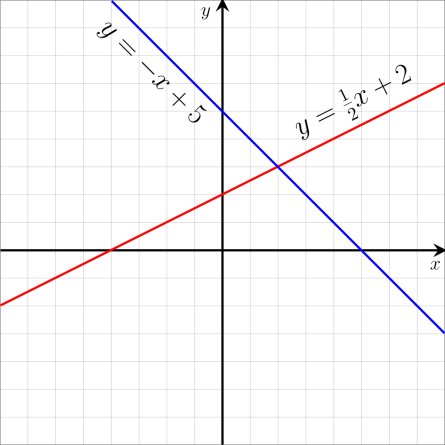 y
y = −x + 5
y = ½x + 2
x